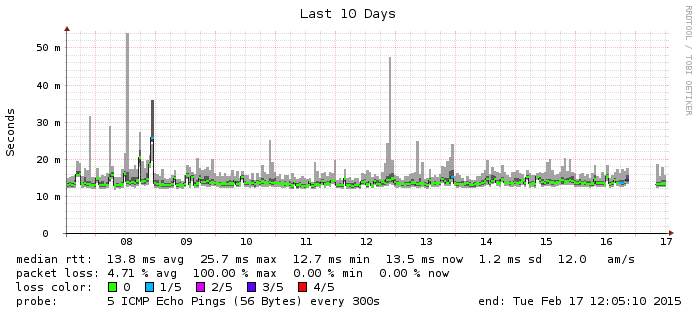 Last 10 Days
RRDTOOL / TOBI OETIKER
Seconds
50 m
40 m
30 m
20 m
10 m
0
08 09 10 11 12 13 14 15 16 17
median rtt: 13.8 ms avg 25.7 ms max 12.7 ms min 13.5 ms now 1.2 ms sd 12.0 am/s
packet loss: 4.71 % avg 100.00 % max 0.00 % min 0.00 % now
loss color: 0 1/5 2/5 3/5 4/5
probe: 5 ICMP Echo Pings (56 Bytes) every 300s end: Tue Feb 17 12:05:10 2015